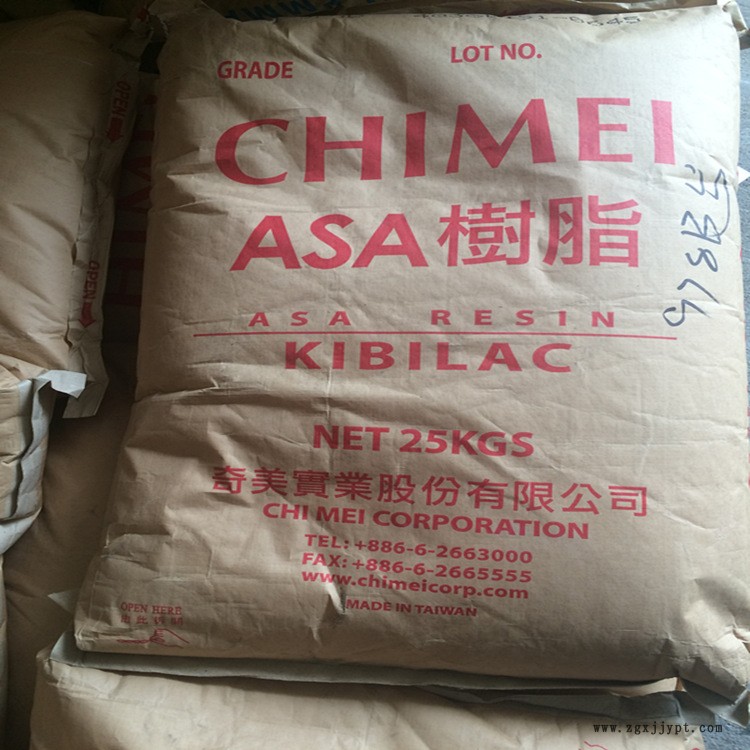 GRADE LOT NO.
CHIMEI
ASA樹脂
ASA RESIN
KIBILAC
NET 25KGS
奇美實業股份有限公司
CHI MEI CORPORATION
TEL: +886-6-2663000
FAX: +886-6-2665555
www.chimeicorp.com
MADE IN TAIWAN
OPEN HERE
OPEN
OPEN
www.zgxjjypt.com